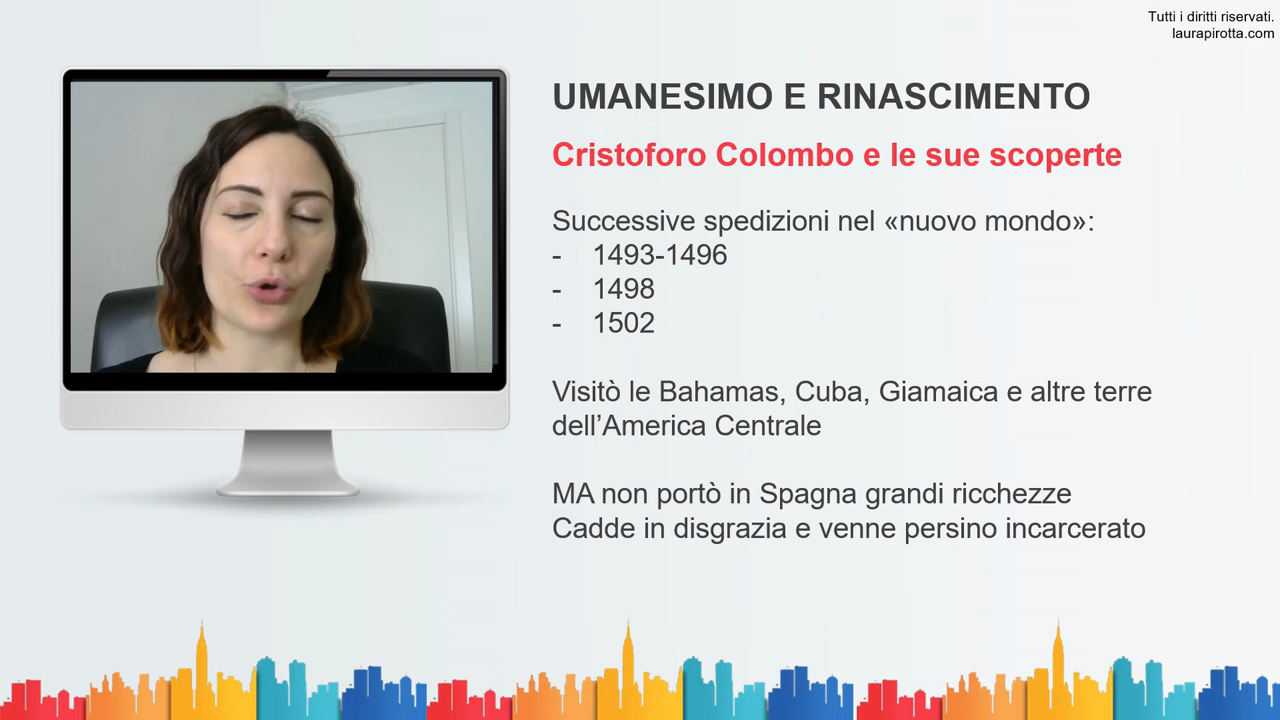 Tutti i diritti riservati.
laurapirotta.com
UMANESIMO E RINASCIMENTO
Cristoforo Colombo e le sue scoperte
Successive spedizioni nel «nuovo mondo»:
- 1493-1496
- 1498
- 1502
Visitò le Bahamas, Cuba, Giamaica e altre terre
dell’America Centrale
MA non portò in Spagna grandi ricchezze
Cadde in disgrazia e venne persino incarcerato